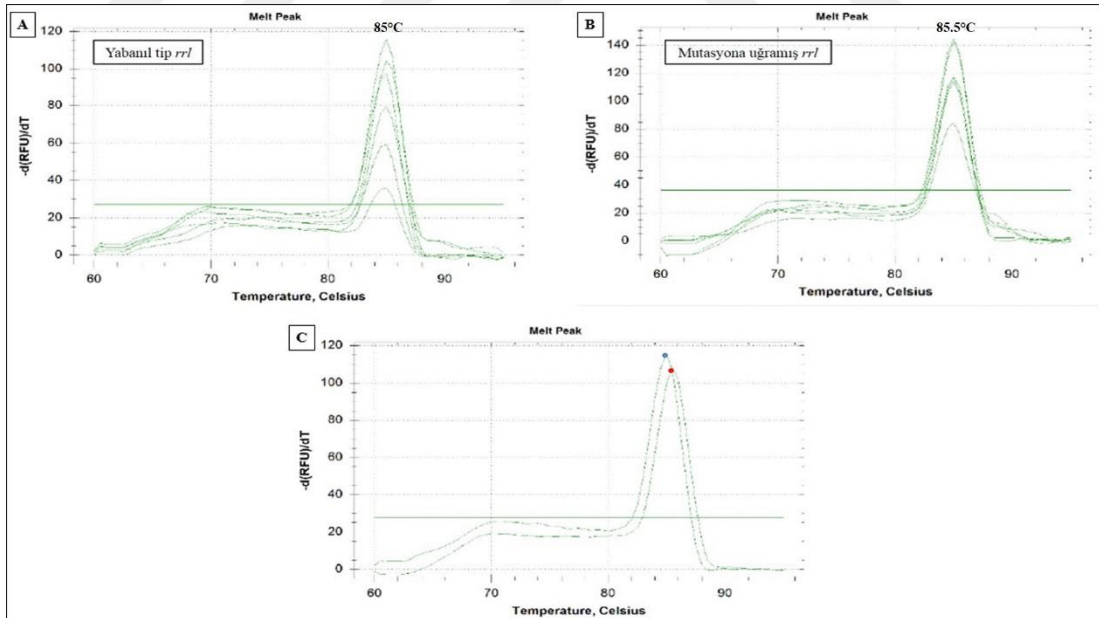 A
Melt Peak
85°C
Yabanıl tip rrl
120
100
80
60
40
20
0
-d(RFU)/dT
60 70 80 90
Temperature, Celsius
B
Melt Peak
85.5°C
Mutasyona uğramış rrl
140
120
100
80
60
40
20
0
-d(RFU)/dT
60 70 80 90
Temperature, Celsius
C
Melt Peak
120
100
80
60
40
20
0
-d(RFU)/dT
60 70 80 90
Temperature, Celsius